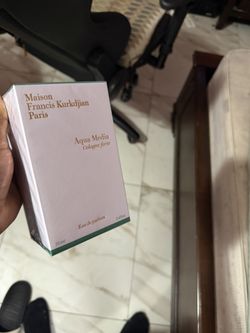 Maison
Francis Kurkdjian
Paris
Aqua Media
Cologne forte
Eau de parfum